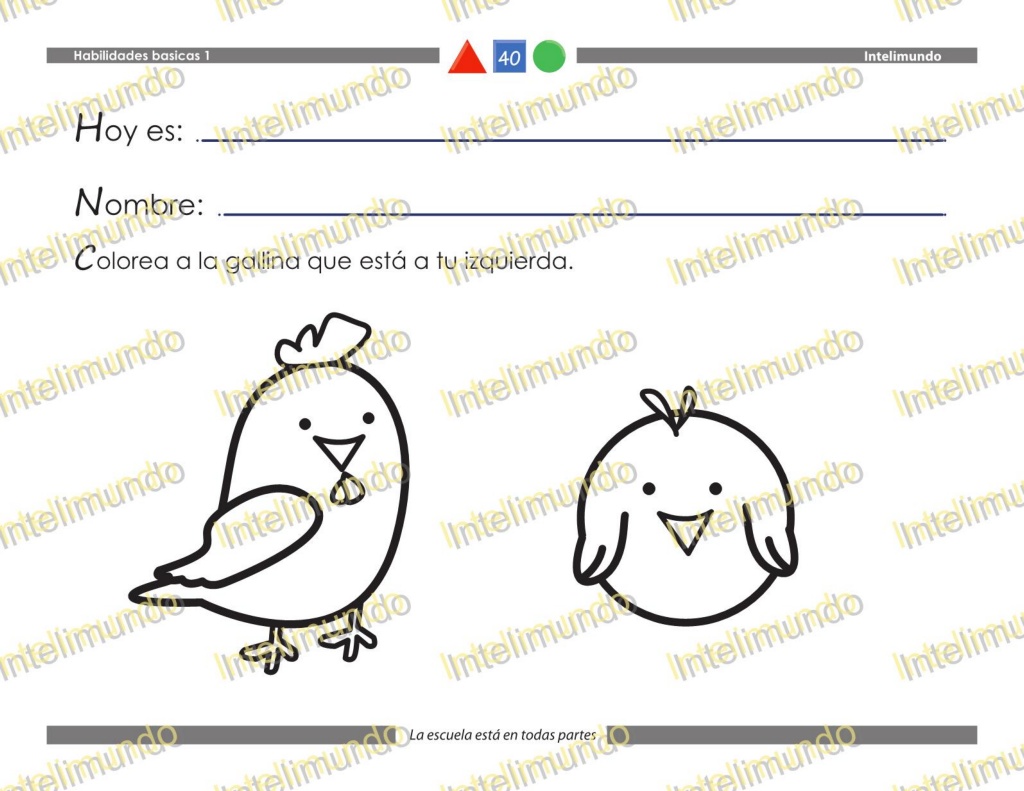 Habilidades basicas 1
40
Intelimundo
Hoy es:
Nombre:
Colorea a la gallina que está a tu izquierda.
La escuela está en todas partes
Intelimundo